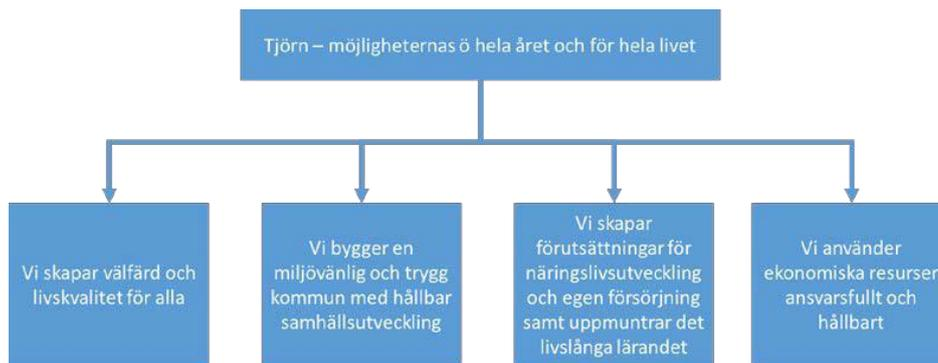 Tjörn – möjligheternas ö hela året och för hela livet
Vi skapar välfärd och
livskvalitet för alla
Vi bygger en
miljövänlig och trygg
kommun med hållbar
samhällsutveckling
Vi skapar
förutsättningar för
näringslivsutveckling
och egen försörjning
samt uppmuntrar det
livslånga lärandet
Vi använder
ekonomiska resurser
ansvarsfullt och
hållbart